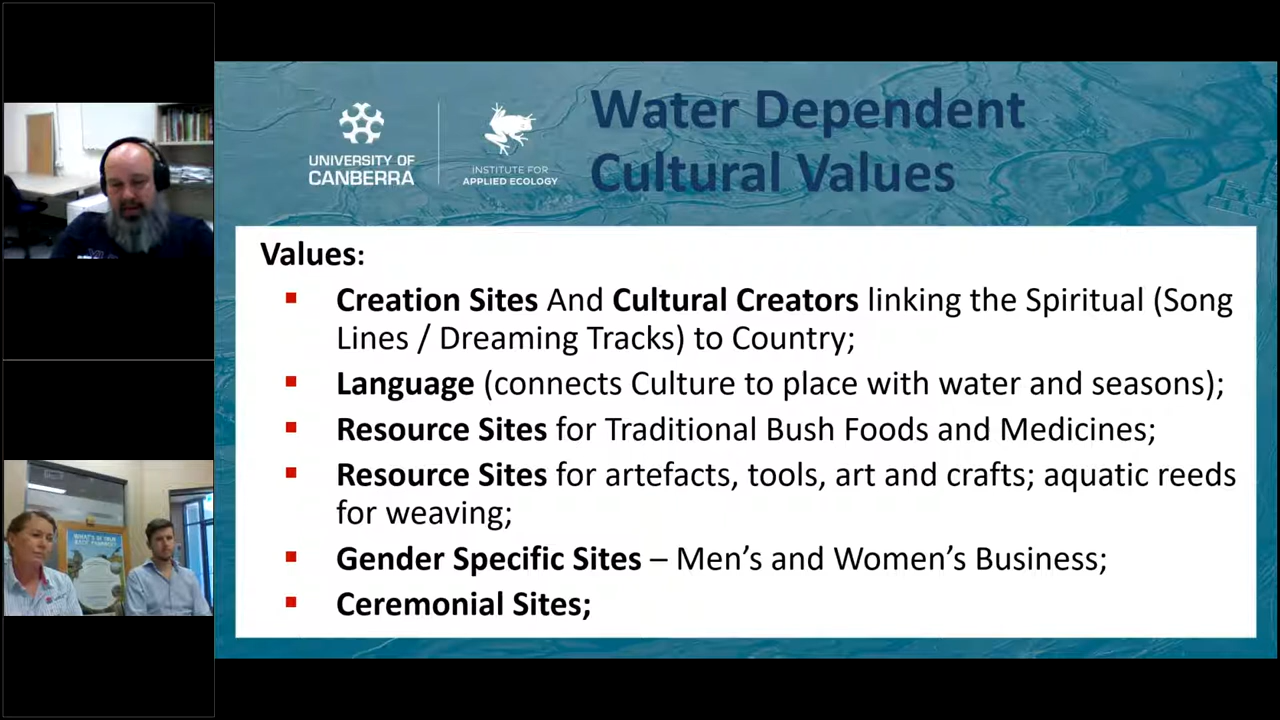 UNIVERSITY OF
CANBERRA
INSTITUTE FOR
APPLIED ECOLOGY
Water Dependent
Cultural Values
Values:
▪ Creation Sites And Cultural Creators linking the Spiritual (Song
Lines / Dreaming Tracks) to Country;
▪ Language (connects Culture to place with water and seasons);
▪ Resource Sites for Traditional Bush Foods and Medicines;
▪ Resource Sites for artefacts, tools, art and crafts; aquatic reeds
for weaving;
▪ Gender Specific Sites – Men’s and Women’s Business;
▪ Ceremonial Sites;